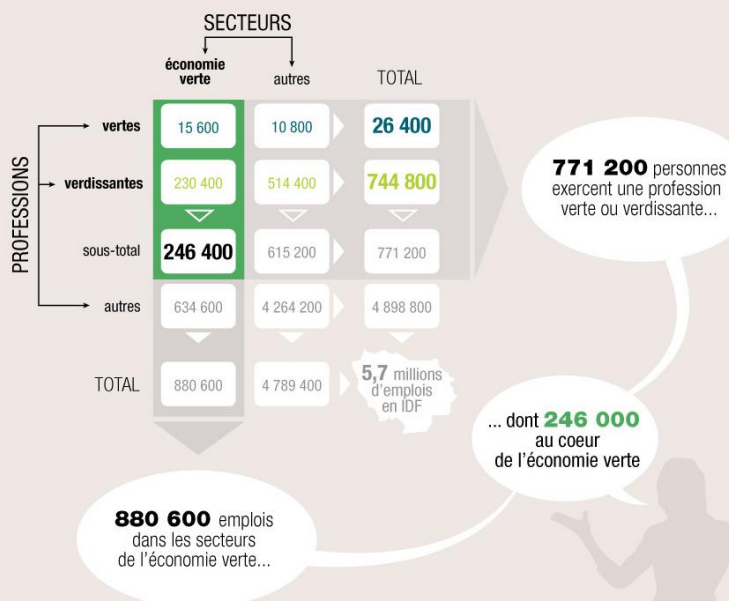 SECTEURS
économie
verte
autres
TOTAL
PROFESSIONS
vertes
15 600
10 800
26 400
verdissantes
230 400
514 400
744 800
sous-total
246 400
615 200
771 200
autres
634 600
4 264 200
4 898 800
TOTAL
880 600
4 789 400
5,7 millions
d'emplois
en IDF
771 200 personnes
exercent une profession
verte ou verdissante...
... dont 246 000
au coeur
de l'économie verte
880 600 emplois
dans les secteurs
de l'économie verte...